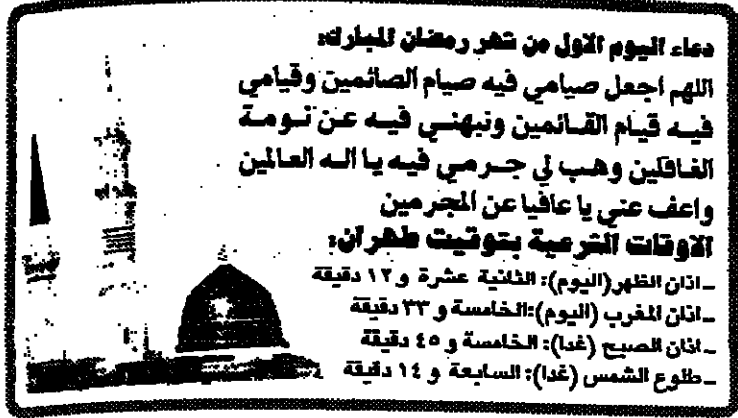 دعاء اليوم الاول من شهر رمضان المبارك:
اللهم اجعل صيامي فيه صيام الصائمين وقيامي
فيه قيام القائمين ونبهني فيه عن نومة
الغافلين وهب لي جرمي فيه يا اله العالمين
واعف عني يا عافيا عن المجرمين
الاوقات الشرعية بتوقيت طهران:
ـ اذان الظهر (اليوم): الثانية عشرة و ١٢ دقيقة
ـ اذان المغرب (اليوم): الخامسة و ٣٣ دقيقة
ـ اذان الصبح (غدا): الخامسة و ٤٥ دقيقة
ـ طلوع الشمس (غدا): السابعة و ١٤ دقيقة